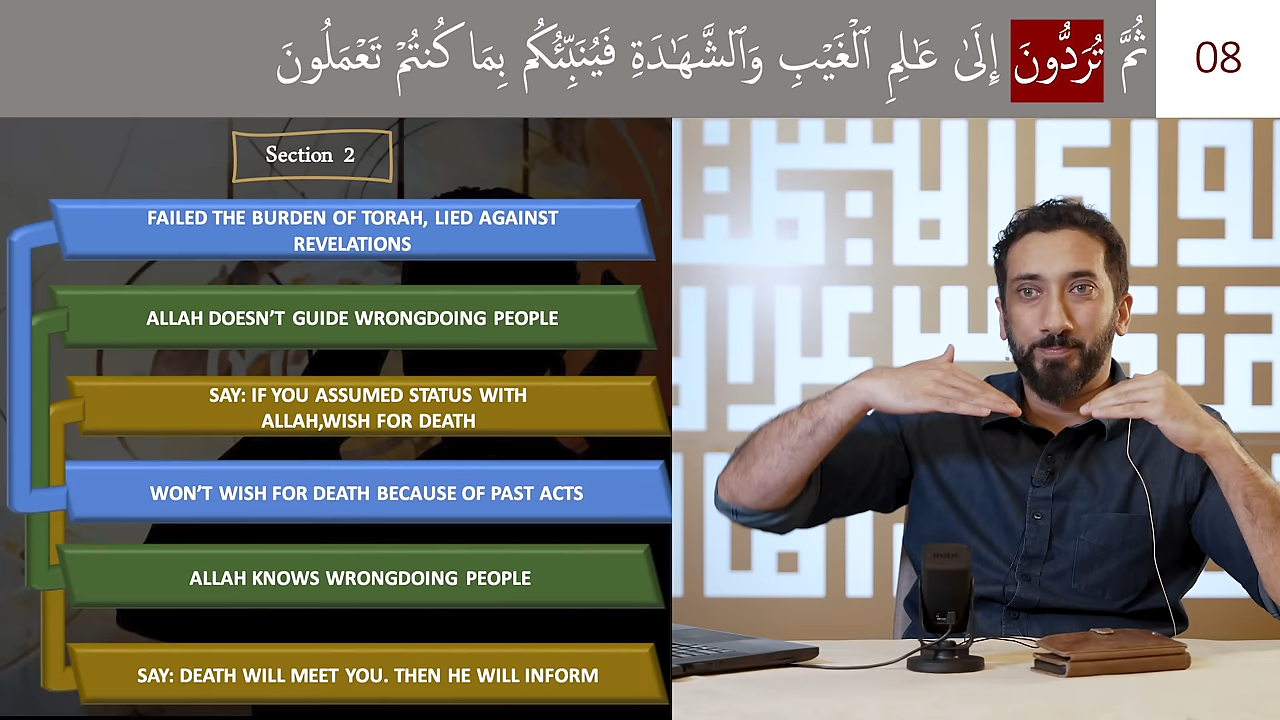 ثُمَّ تُرَدُّونَ إِلَىٰ عَـٰلِمِ ٱلْغَيْبِ وَٱلشَّهَـٰدَةِ فَيُنَبِّئُكُم بِمَا كُنتُمْ تَعْمَلُونَ
08
Section 2
FAILED THE BURDEN OF TORAH, LIED AGAINST
REVELATIONS
ALLAH DOESN'T GUIDE WRONGDOING PEOPLE
SAY: IF YOU ASSUMED STATUS WITH
ALLAH,WISH FOR DEATH
WON'T WISH FOR DEATH BECAUSE OF PAST ACTS
ALLAH KNOWS WRONGDOING PEOPLE
SAY: DEATH WILL MEET YOU. THEN HE WILL INFORM